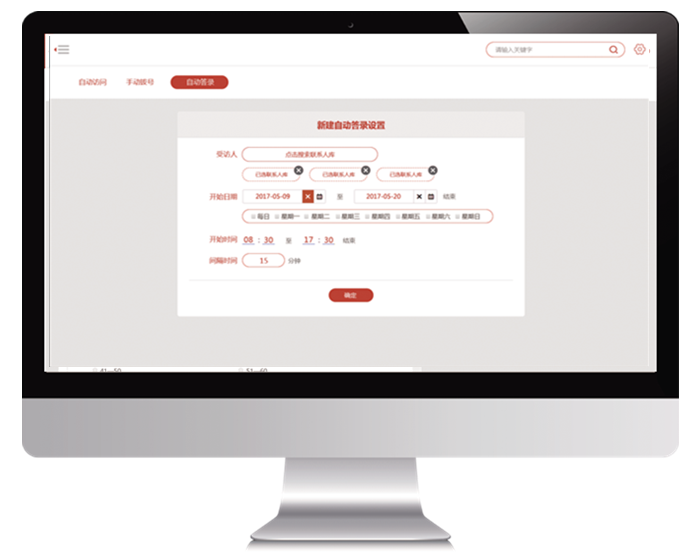 请输入关键字
自动访问 手动拨号 自动答录
新建自动答录设置
受访人 点击搜索联系人库
已选联系人库 已选联系人库 已选联系人库
开始日期 2017-05-09 至 2017-05-20 结束
每日 星期一 星期二 星期三 星期四 星期五 星期六 星期日
开始时间 08 : 30 至 17 : 30 结束
间隔时间 15 分钟
确定
41—50 51—60